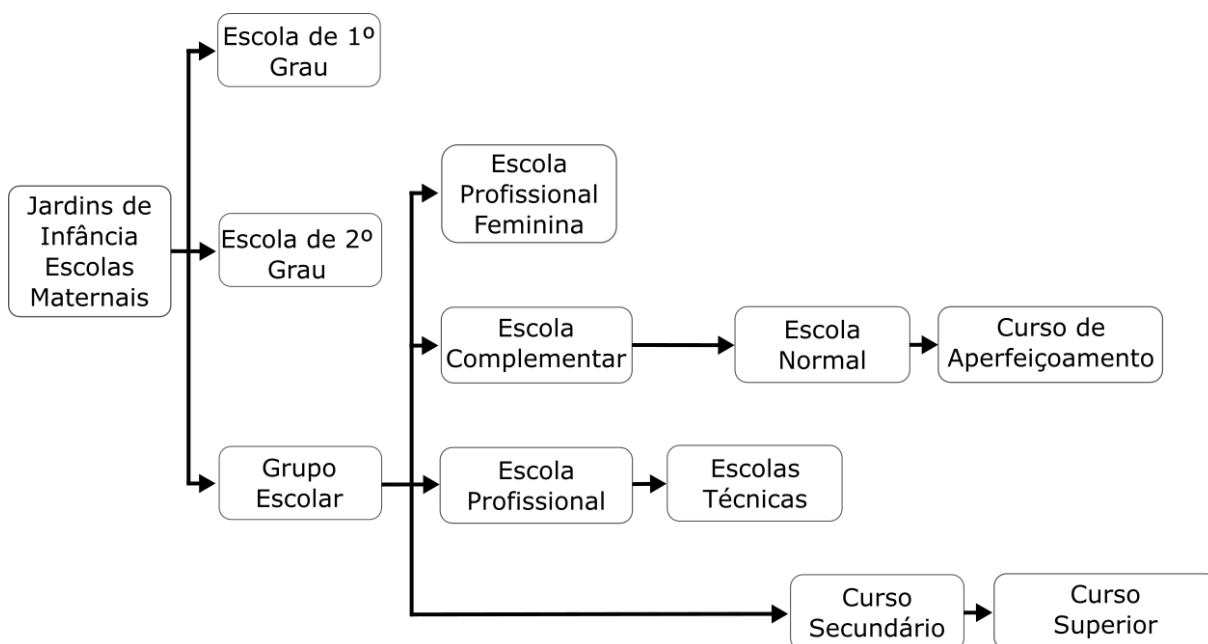 Escola de 1º
Grau
Jardins de
Infância
Escolas
Maternais
Escola de 2º
Grau
Grupo
Escolar
Escola
Profissional
Feminina
Escola
Complementar
Escola
Normal
Curso de
Aperfeiçoamento
Escola
Profissional
Escolas
Técnicas
Curso
Secundário
Curso
Superior